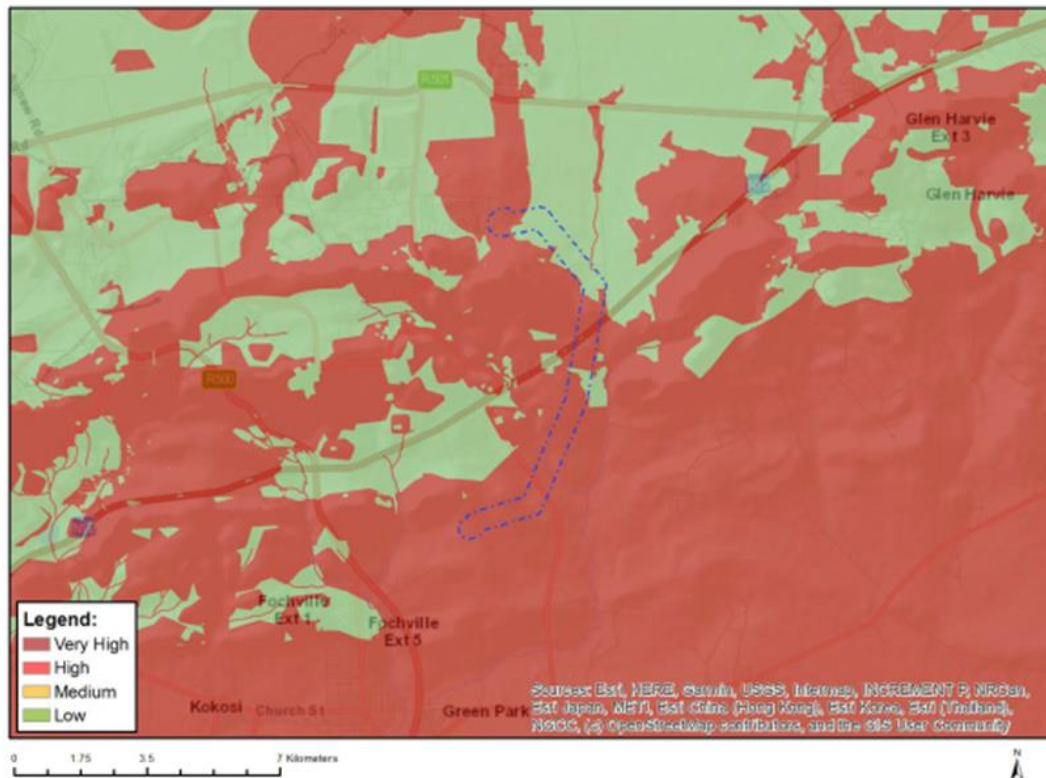 R501
Rd
Glen Harvie
Ext 3
Glen Harvie
R500
Fochville
Ext 1
Fochville
Ext 5
Legend:
Very High
High
Medium
Low
Kokosi
Church St
Green Park
Sources: Esri, HERE, Garmin, USGS, Intermap, INCREMENT P, NRCan,
Esri Japan, METI, Esri China (Hong Kong), Esri Korea, Esri (Thailand),
NGCC, (c) OpenStreetMap contributors, and the GIS User Community
0 1.75 3.5 7 Kilometers
N